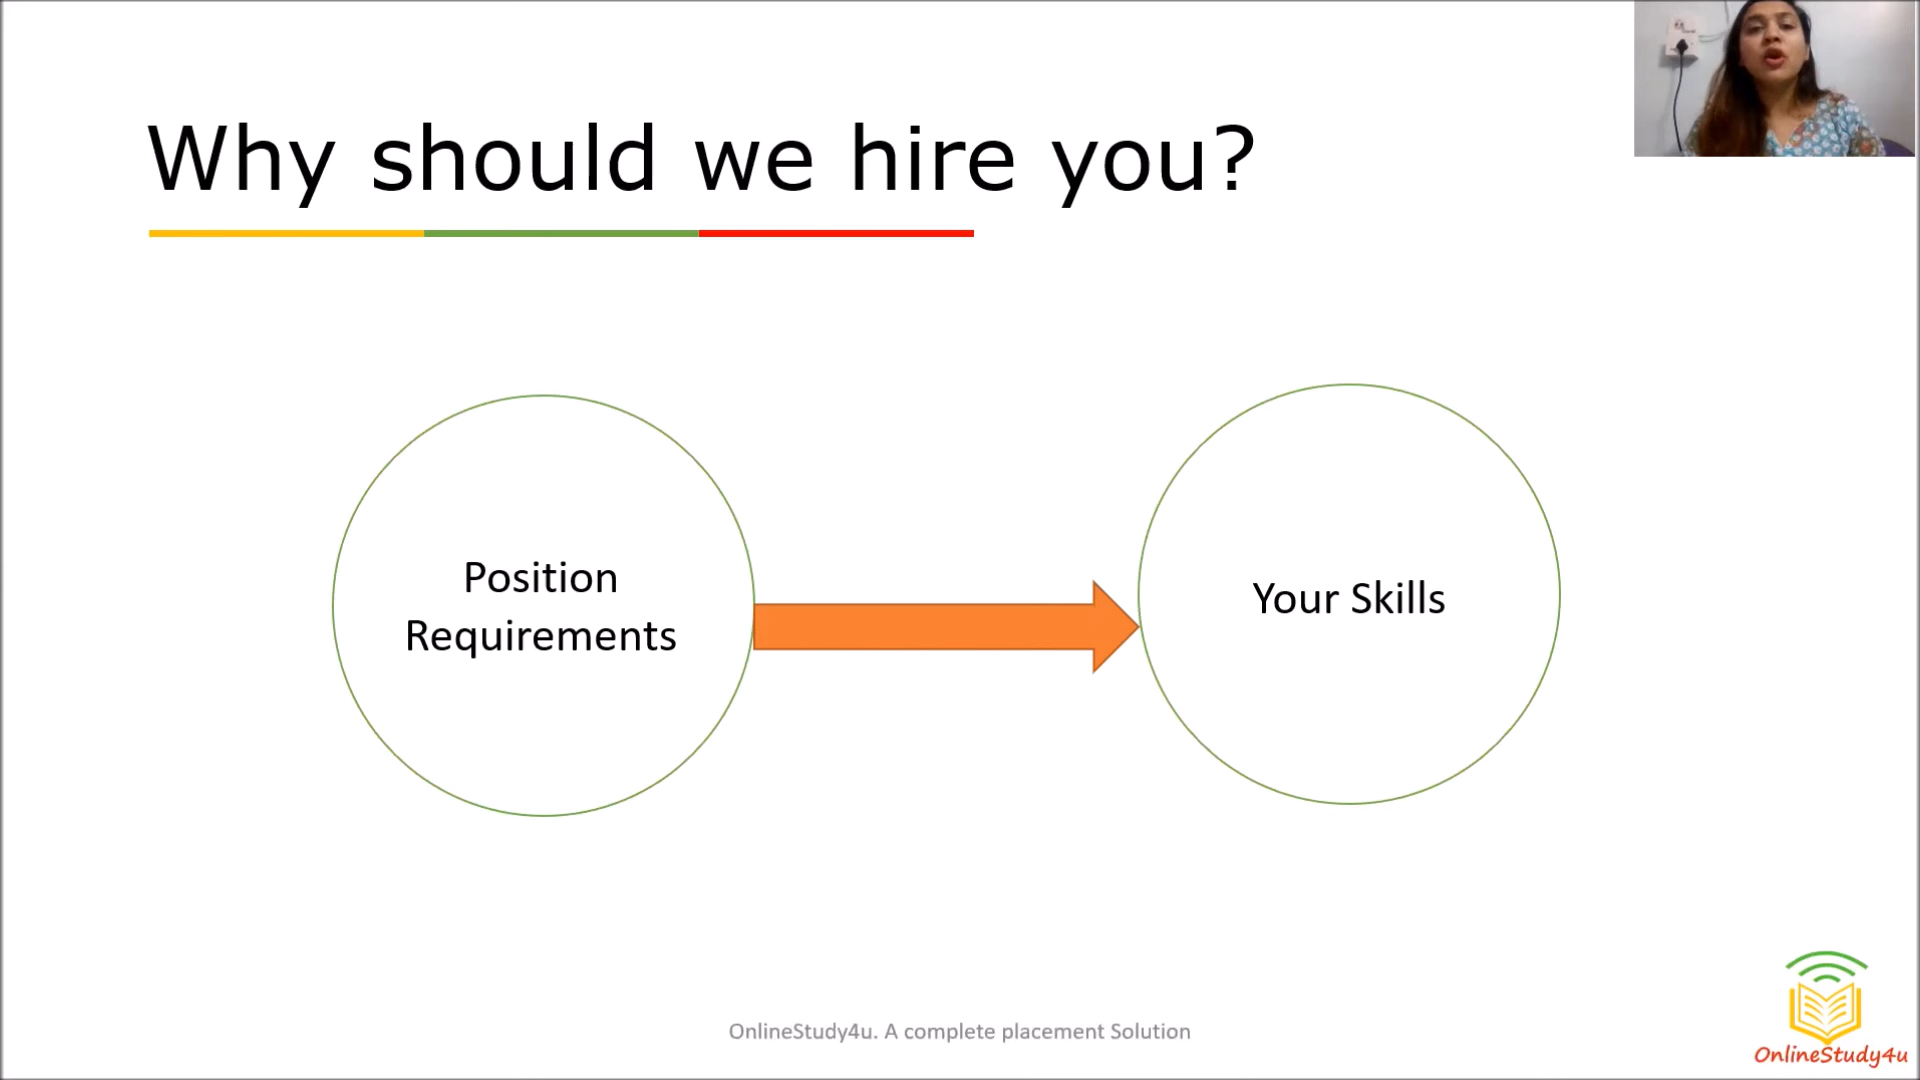 Why should we hire you?
Position
Requirements
Your Skills
OnlineStudy4u. A complete placement Solution
OnlineStudy4u